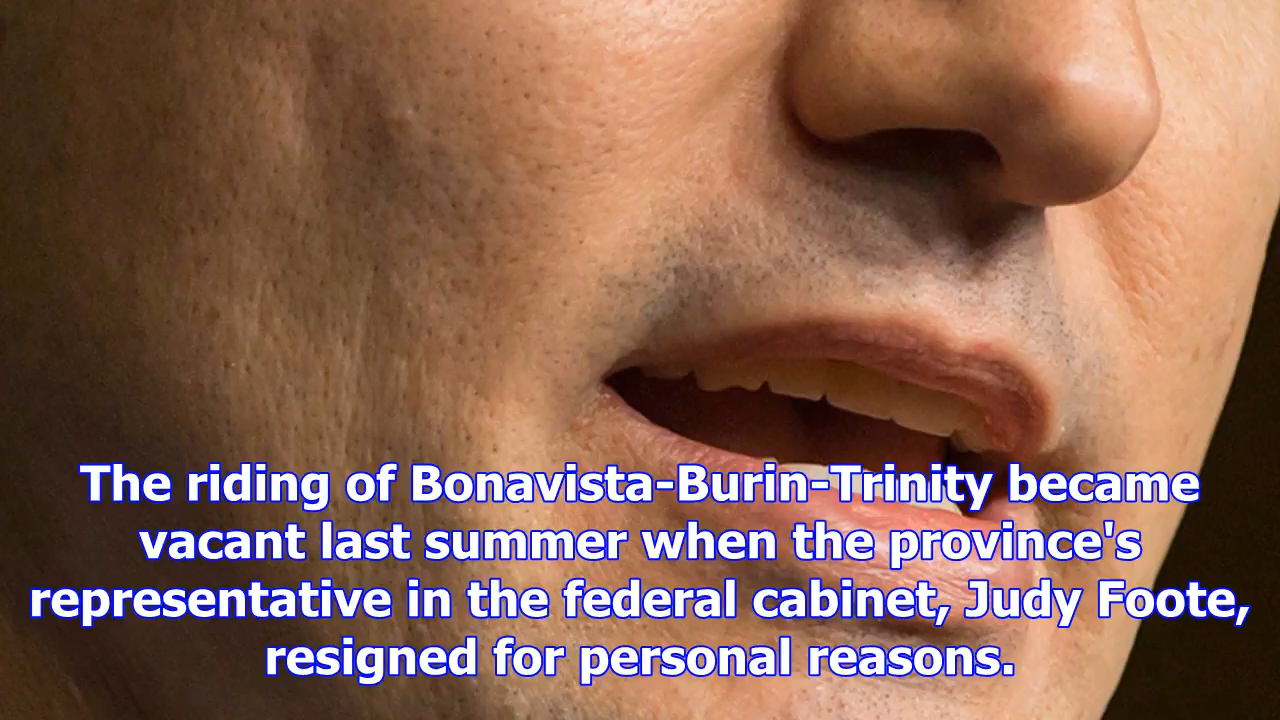 The riding of Bonavista-Burin-Trinity became
vacant last summer when the province's
representative in the federal cabinet, Judy Foote,
resigned for personal reasons.